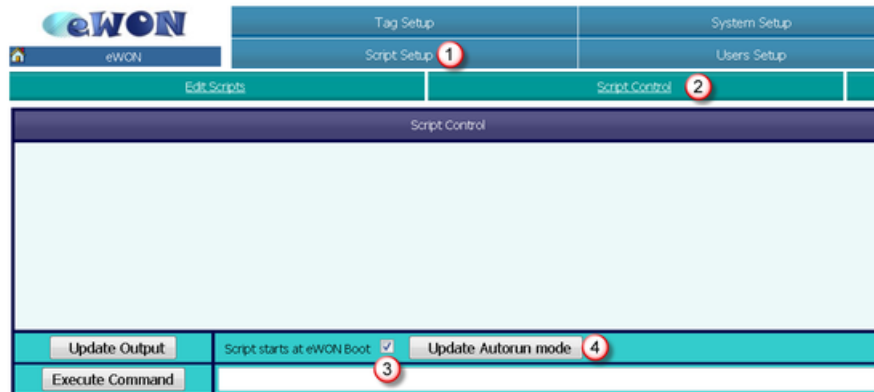 eWON
Tag Setup
System Setup
eWON
Script Setup 1
Users Setup
Edit Scripts
Script Control 2
Script Control
Update Output
Script starts at eWON Boot
Update Autorun mode 4
3
Execute Command